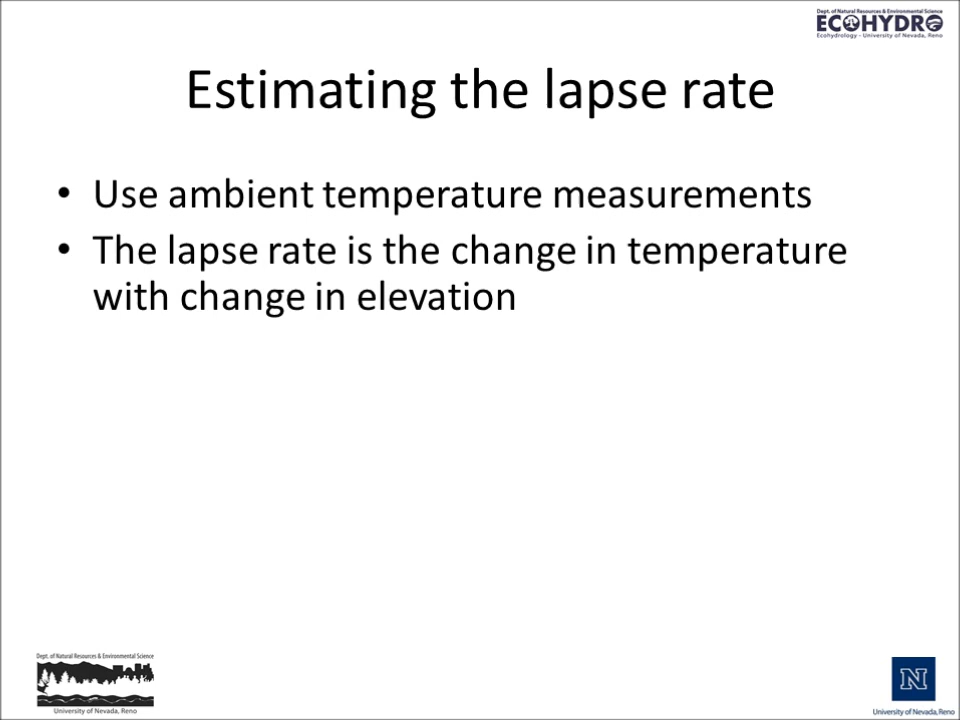 Dept. of Natural Resources & Environmental Science
ECOHYDRO
Ecohydrology - University of Nevada, Reno
Estimating the lapse rate
• Use ambient temperature measurements
• The lapse rate is the change in temperature
with change in elevation
Dept. of Natural Resources & Environmental Science
University of Nevada, Reno
N
University of Nevada, Reno